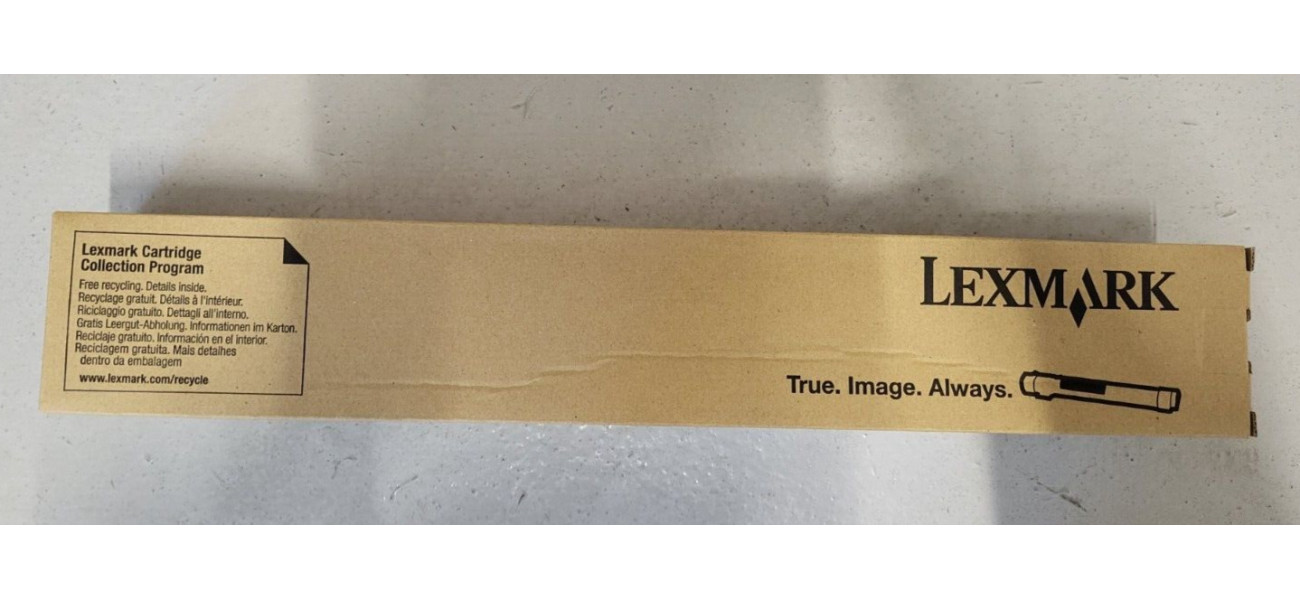 Lexmark Cartridge
Collection Program
Free recycling. Details inside.
Recyclage gratuit. Détails à l'intérieur.
Riciclaggio gratuito. Dettagli all'interno.
Gratis Leergut-Abholung. Informationen im Karton.
Reciclaje gratuito. Información en el interior.
Reciclagem gratuita. Mais detalhes
dentro da embalagem
www.lexmark.com/recycle
LEXMARK
True. Image. Always.